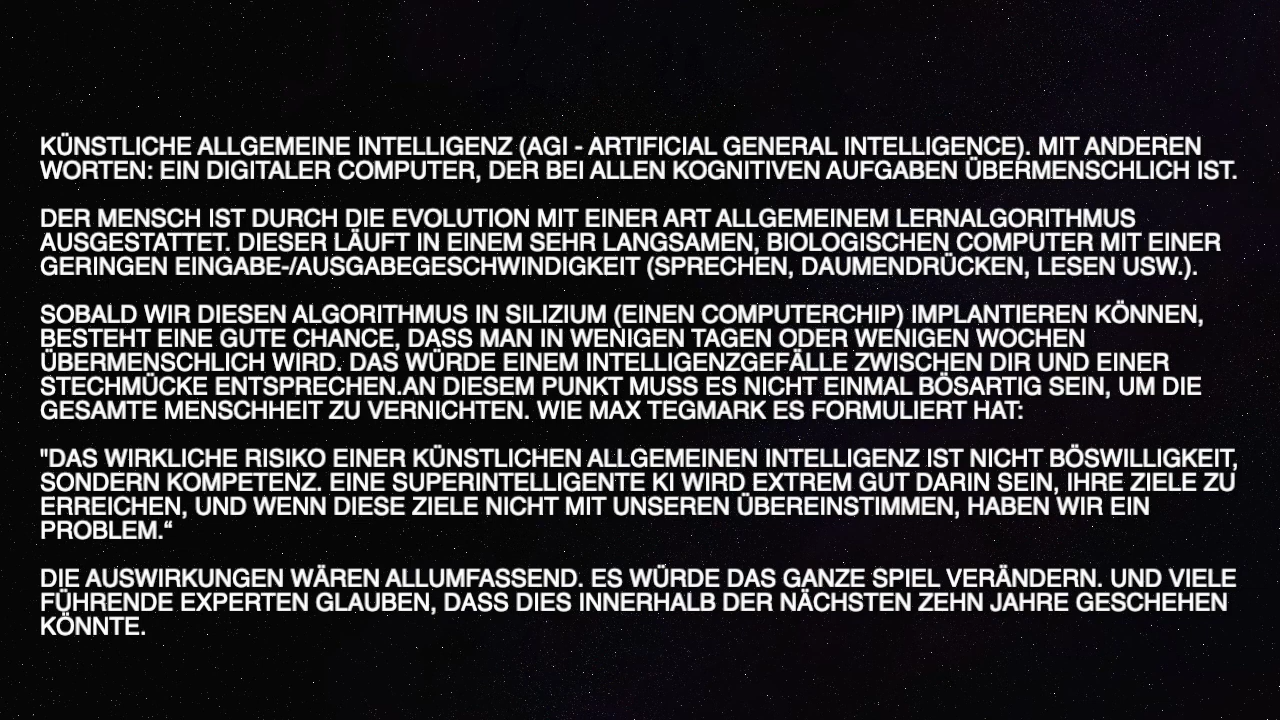 KÜNSTLICHE ALLGEMEINE INTELLIGENZ (AGI - ARTIFICIAL GENERAL INTELLIGENCE). MIT ANDEREN
WORTEN: EIN DIGITALER COMPUTER, DER BEI ALLEN KOGNITIVEN AUFGABEN ÜBERMENSCHLICH IST.
DER MENSCH IST DURCH DIE EVOLUTION MIT EINER ART ALLGEMEINEM LERNALGORITHMUS
AUSGESTATTET. DIESER LÄUFT IN EINEM SEHR LANGSAMEN, BIOLOGISCHEN COMPUTER MIT EINER
GERINGEN EINGABE-/AUSGABEGESCHWINDIGKEIT (SPRECHEN, DAUMENDRÜCKEN, LESEN USW.).
SOBALD WIR DIESEN ALGORITHMUS IN SILIZIUM (EINEN COMPUTERCHIP) IMPLANTIEREN KÖNNEN,
BESTEHT EINE GUTE CHANCE, DASS MAN IN WENIGEN TAGEN ODER WENIGEN WOCHEN
ÜBERMENSCHLICH WIRD. DAS WÜRDE EINEM INTELLIGENZGEFÄLLE ZWISCHEN DIR UND EINER
STECHMÜCKE ENTSPRECHEN.AN DIESEM PUNKT MUSS ES NICHT EINMAL BÖSARTIG SEIN, UM DIE
GESAMTE MENSCHHEIT ZU VERNICHTEN. WIE MAX TEGMARK ES FORMULIERT HAT:
"DAS WIRKLICHE RISIKO EINER KÜNSTLICHEN ALLGEMEINEN INTELLIGENZ IST NICHT BÖSWILLIGKEIT,
SONDERN KOMPETENZ. EINE SUPERINTELLIGENTE KI WIRD EXTREM GUT DARIN SEIN, IHRE ZIELE ZU
ERREICHEN, UND WENN DIESE ZIELE NICHT MIT UNSEREN ÜBEREINSTIMMEN, HABEN WIR EIN
PROBLEM.“
DIE AUSWIRKUNGEN WÄREN ALLUMFASSEND. ES WÜRDE DAS GANZE SPIEL VERÄNDERN. UND VIELE
FÜHRENDE EXPERTEN GLAUBEN, DASS DIES INNERHALB DER NÄCHSTEN ZEHN JAHRE GESCHEHEN
KÖNNTE.